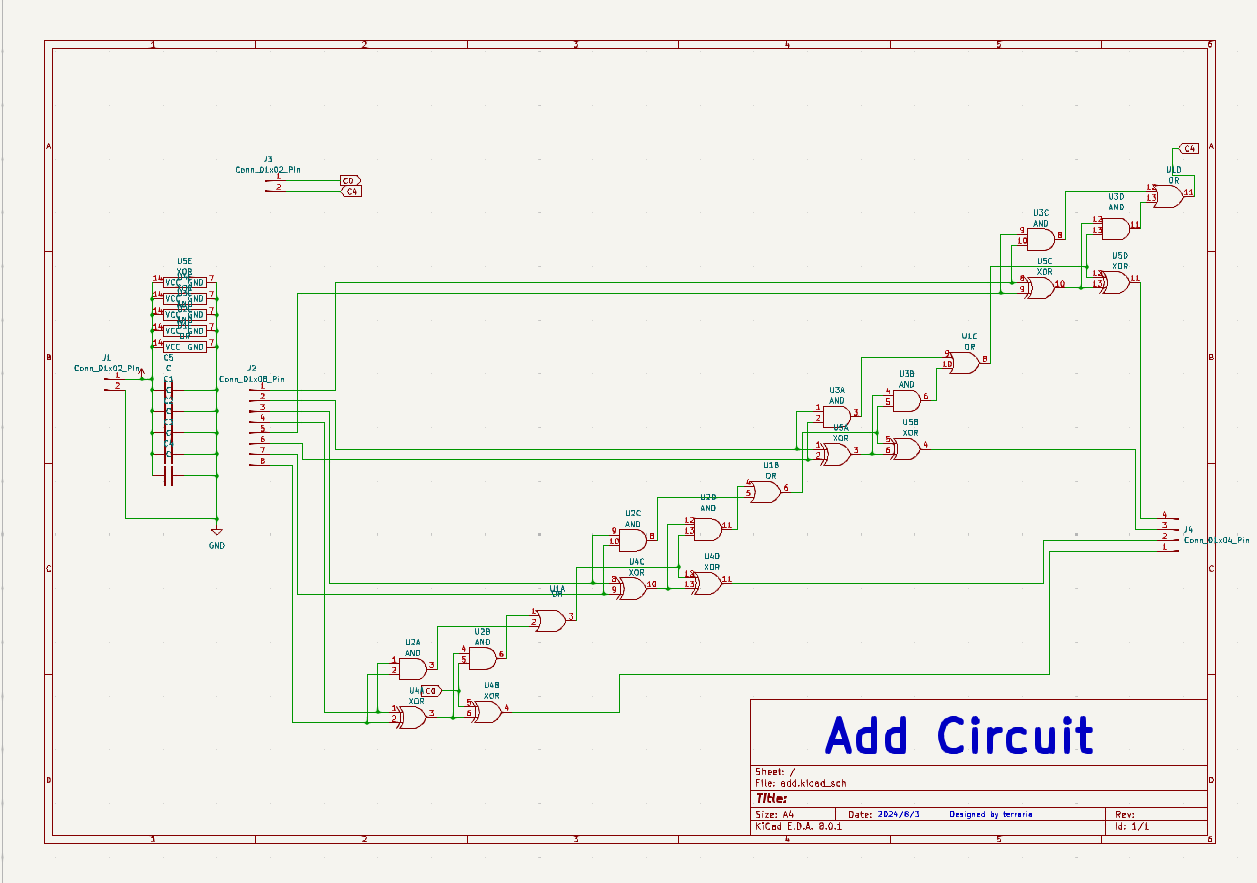 1 2 3 4 5 6
A A
C4
J3
Conn_01x02_Pin
1 C0
2 C4
U1D
OR
12
13
11
U3D
AND
12
13
11
U3C
AND
9
10
8
U5C
XOR
8
9
10
U5D
XOR
12
13
11
U5E
XOR
14 VCC GND 7
14 VCC GND 7
14 VCC GND 7
14 VCC GND 7
14 VCC GND 7
B B
J1
Conn_01x02_Pin
1
2
C5
C
C1
J2
Conn_01x08_Pin
1
2
3
4
5
6
7
8
GND
U1C
OR
9
10
8
U3B
AND
4
5
6
U3A
AND
1
2
3
U5A
XOR
1
2
3
U5B
XOR
5
6
4
U1B
OR
4
5
6
U2D
AND
12
13
11
U2C
AND
9
10
8
U4C
XOR
8
9
10
U4D
XOR
12
13
11
4
3
2
1
J4
Conn_01x04_Pin
C C
U1A
OR
1
2
3
U2B
AND
4
5
6
U2A
AND
1
2
3
C0
U4A
XOR
1
2
3
U4B
XOR
5
6
4
Add Circuit
Sheet: /
File: add.kicad_sch
D D
Title:
Size: A4 Date: 2024/8/3 Designed by terraria Rev:
KiCad E.D.A. 8.0.1 Id: 1/1
1 2 3 4 5 6